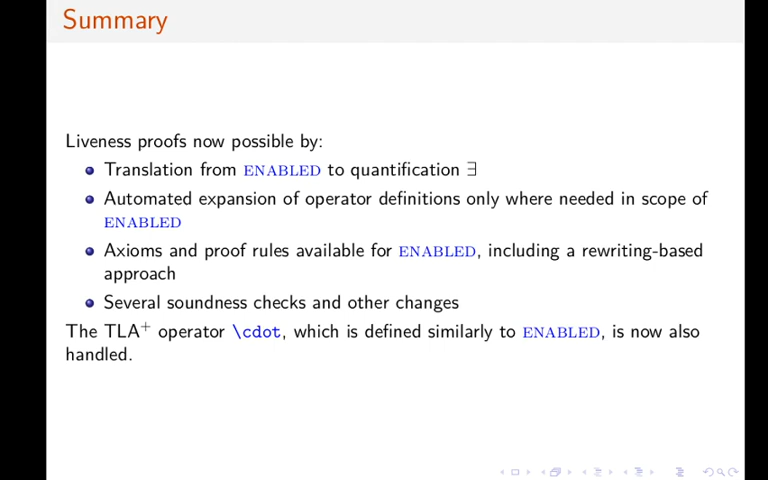 Summary
Liveness proofs now possible by:
Translation from ENABLED to quantification ∃
Automated expansion of operator definitions only where needed in scope of
ENABLED
Axioms and proof rules available for ENABLED, including a rewriting-based
approach
Several soundness checks and other changes
The TLA⁺ operator \cdot, which is defined similarly to ENABLED, is now also
handled.